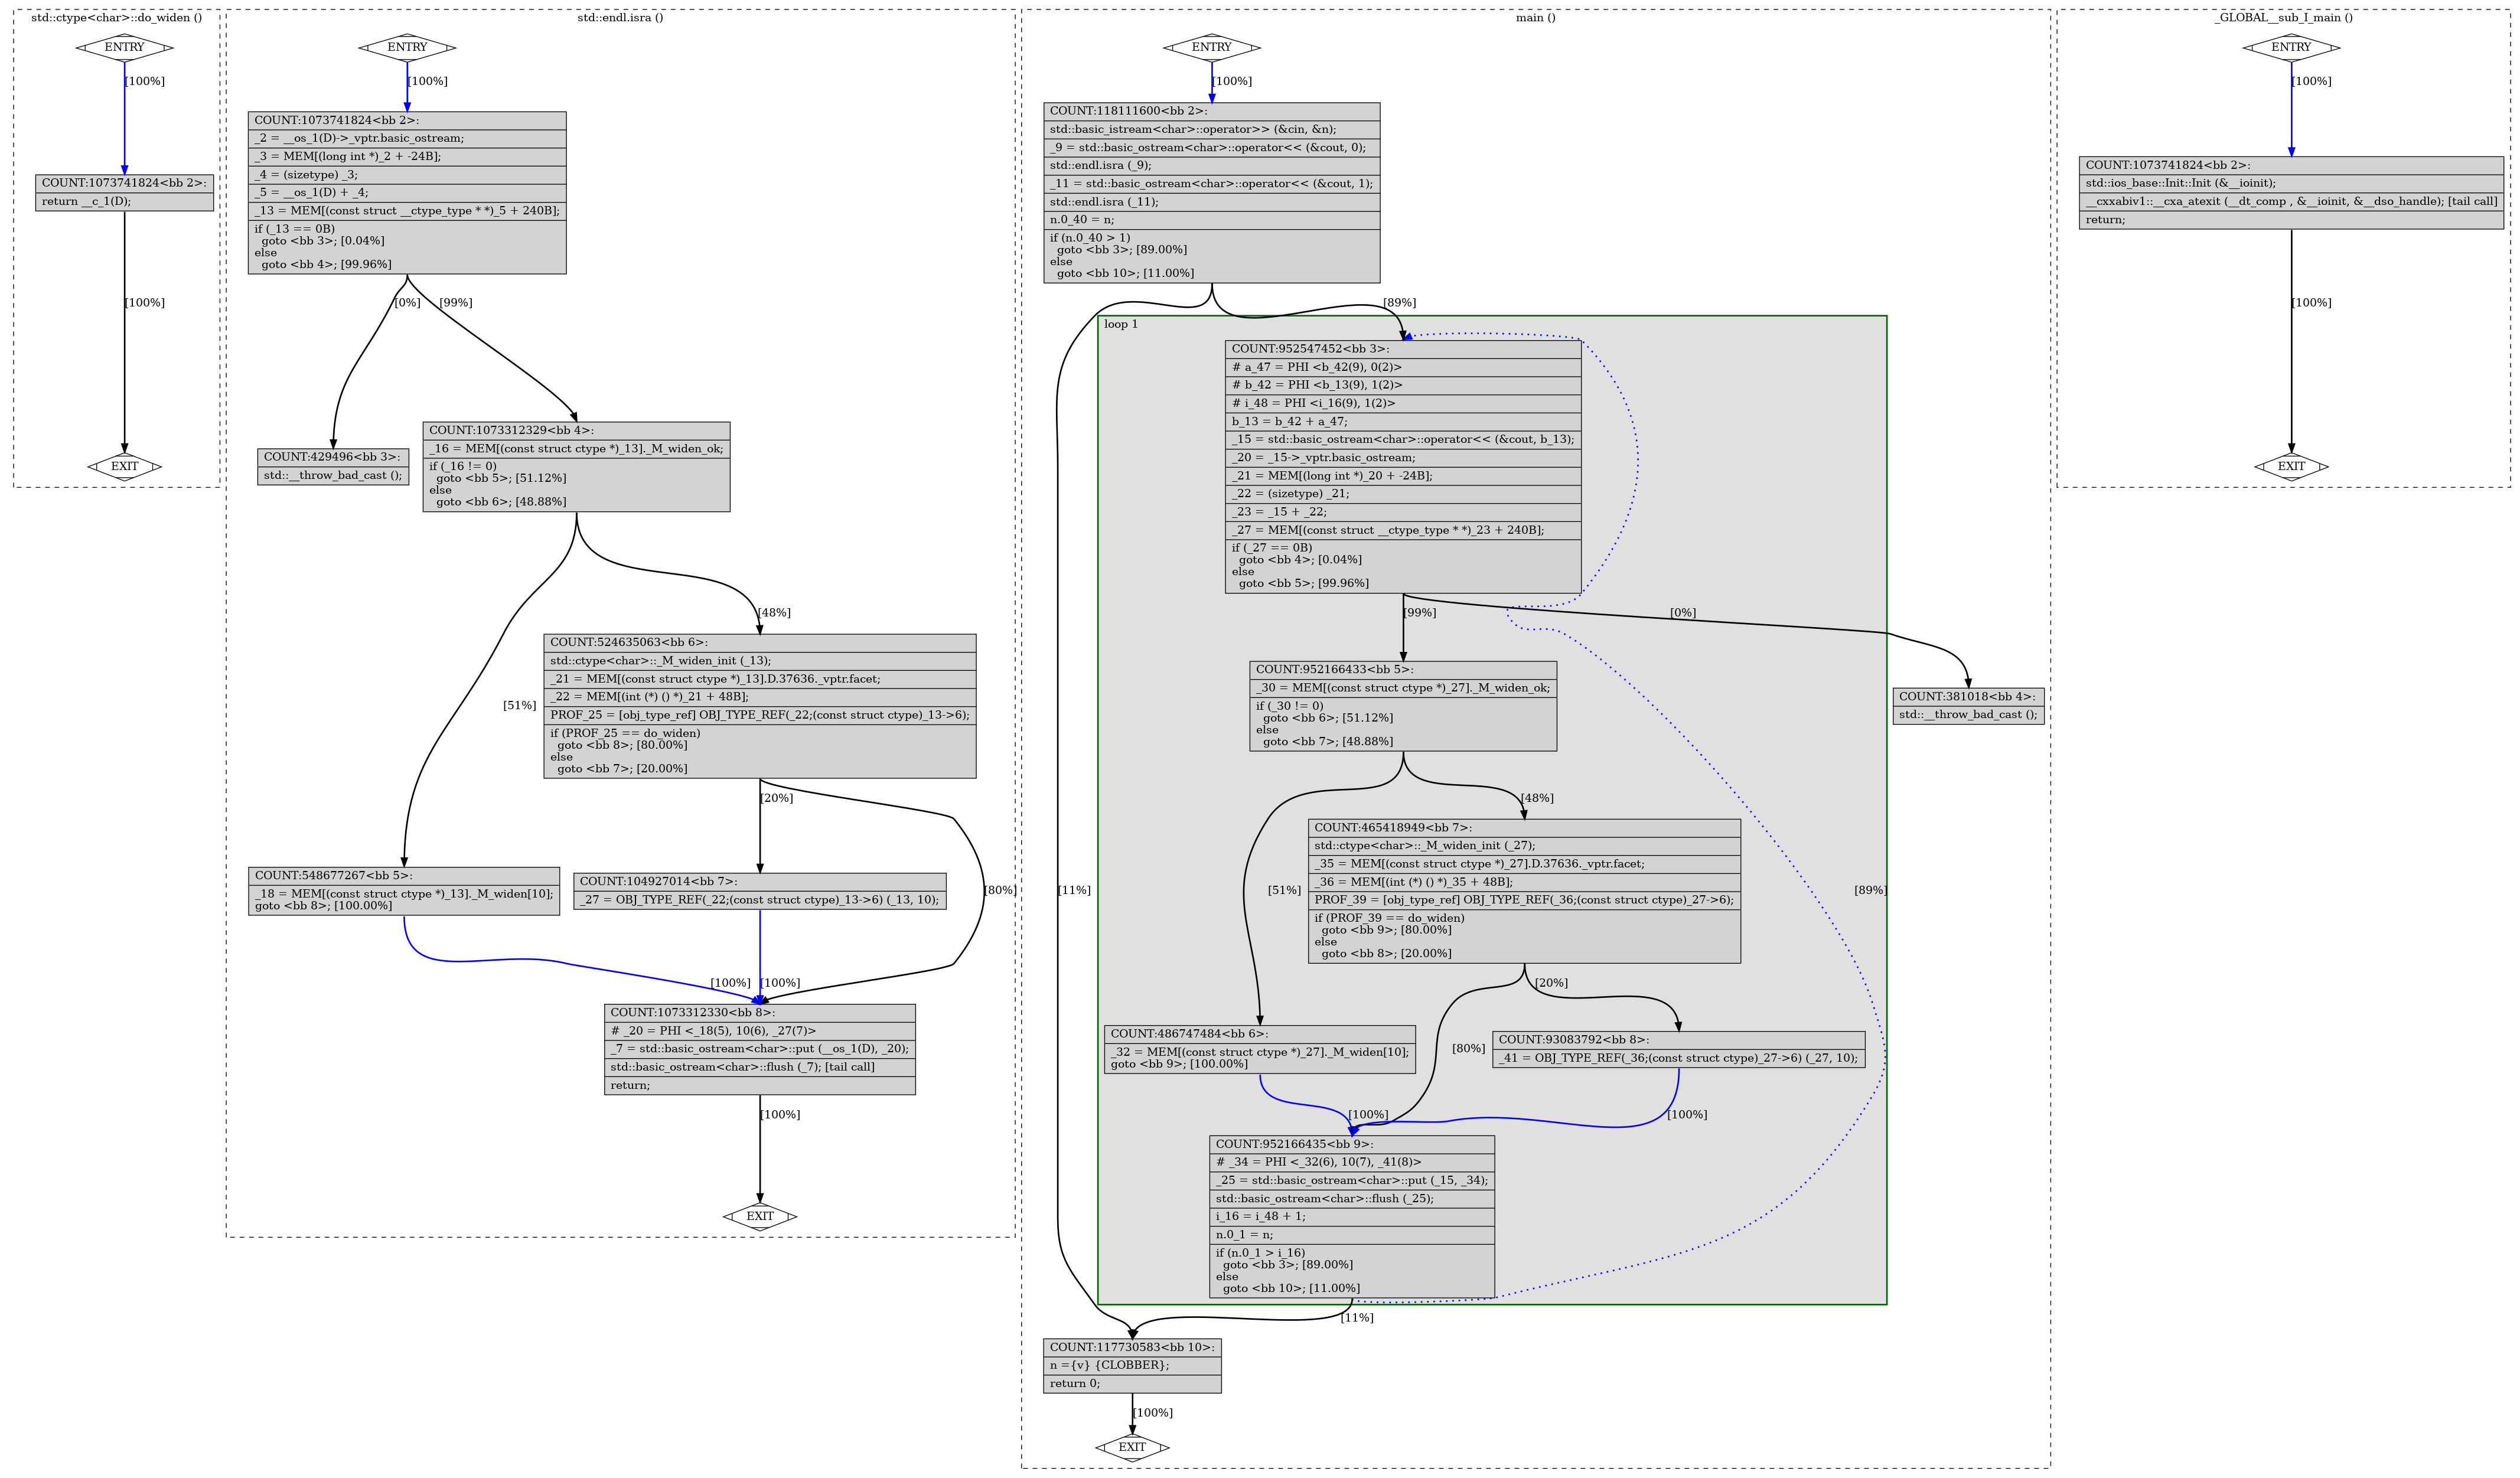 std::ctype<char>::do_widen ()
ENTRY
[100%]
COUNT:1073741824<bb 2>:
return __c_1(D);
[100%]
EXIT
std::endl.isra ()
ENTRY
[100%]
COUNT:1073741824<bb 2>:
_2 = __os_1(D)->_vptr.basic_ostream;
_3 = MEM[(long int *)_2 + -24B];
_4 = (sizetype) _3;
_5 = __os_1(D) + _4;
_13 = MEM[(const struct __ctype_type * *)_5 + 240B];
if (_13 == 0B)
goto <bb 3>; [0.04%]
else
goto <bb 4>; [99.96%]
[0%]
[99%]
COUNT:429496<bb 3>:
std::__throw_bad_cast ();
COUNT:1073312329<bb 4>:
_16 = MEM[(const struct ctype *)_13]._M_widen_ok;
if (_16 != 0)
goto <bb 5>; [51.12%]
else
goto <bb 6>; [48.88%]
[51%]
[48%]
COUNT:524635063<bb 6>:
std::ctype<char>::_M_widen_init (_13);
_21 = MEM[(const struct ctype *)_13].D.37636._vptr.facet;
_22 = MEM[(int (*) () *)_21 + 48B];
PROF_25 = [obj_type_ref] OBJ_TYPE_REF(_22;(const struct ctype)_13->6);
if (PROF_25 == do_widen)
goto <bb 8>; [80.00%]
else
goto <bb 7>; [20.00%]
[20%]
[80%]
COUNT:548677267<bb 5>:
_18 = MEM[(const struct ctype *)_13]._M_widen[10];
goto <bb 8>; [100.00%]
COUNT:104927014<bb 7>:
_27 = OBJ_TYPE_REF(_22;(const struct ctype)_13->6) (_13, 10);
[100%]
[100%]
COUNT:1073312330<bb 8>:
# _20 = PHI <_18(5), 10(6), _27(7)>
_7 = std::basic_ostream<char>::put (__os_1(D), _20);
std::basic_ostream<char>::flush (_7); [tail call]
return;
[100%]
EXIT
main ()
ENTRY
[100%]
COUNT:118111600<bb 2>:
std::basic_istream<char>::operator>> (&cin, &n);
_9 = std::basic_ostream<char>::operator<< (&cout, 0);
std::endl.isra (_9);
_11 = std::basic_ostream<char>::operator<< (&cout, 1);
std::endl.isra (_11);
n.0_40 = n;
if (n.0_40 > 1)
goto <bb 3>; [89.00%]
else
goto <bb 10>; [11.00%]
[89%]
[11%]
loop 1
COUNT:952547452<bb 3>:
# a_47 = PHI <b_42(9), 0(2)>
# b_42 = PHI <b_13(9), 1(2)>
# i_48 = PHI <i_16(9), 1(2)>
b_13 = b_42 + a_47;
_15 = std::basic_ostream<char>::operator<< (&cout, b_13);
_20 = _15->_vptr.basic_ostream;
_21 = MEM[(long int *)_20 + -24B];
_22 = (sizetype) _21;
_23 = _15 + _22;
_27 = MEM[(const struct __ctype_type * *)_23 + 240B];
if (_27 == 0B)
goto <bb 4>; [0.04%]
else
goto <bb 5>; [99.96%]
[99%]
[0%]
COUNT:952166433<bb 5>:
_30 = MEM[(const struct ctype *)_27]._M_widen_ok;
if (_30 != 0)
goto <bb 6>; [51.12%]
else
goto <bb 7>; [48.88%]
COUNT:381018<bb 4>:
std::__throw_bad_cast ();
[51%]
[48%]
COUNT:465418949<bb 7>:
std::ctype<char>::_M_widen_init (_27);
_35 = MEM[(const struct ctype *)_27].D.37636._vptr.facet;
_36 = MEM[(int (*) () *)_35 + 48B];
PROF_39 = [obj_type_ref] OBJ_TYPE_REF(_36;(const struct ctype)_27->6);
if (PROF_39 == do_widen)
goto <bb 9>; [80.00%]
else
goto <bb 8>; [20.00%]
[89%]
[80%]
[20%]
COUNT:486747484<bb 6>:
_32 = MEM[(const struct ctype *)_27]._M_widen[10];
goto <bb 9>; [100.00%]
COUNT:93083792<bb 8>:
_41 = OBJ_TYPE_REF(_36;(const struct ctype)_27->6) (_27, 10);
[100%]
[100%]
COUNT:952166435<bb 9>:
# _34 = PHI <_32(6), 10(7), _41(8)>
_25 = std::basic_ostream<char>::put (_15, _34);
std::basic_ostream<char>::flush (_25);
i_16 = i_48 + 1;
n.0_1 = n;
if (n.0_1 > i_16)
goto <bb 3>; [89.00%]
else
goto <bb 10>; [11.00%]
[11%]
COUNT:117730583<bb 10>:
n ={v} {CLOBBER};
return 0;
[100%]
EXIT
_GLOBAL__sub_I_main ()
ENTRY
[100%]
COUNT:1073741824<bb 2>:
std::ios_base::Init::Init (&__ioinit);
__cxxabiv1::__cxa_atexit (__dt_comp , &__ioinit, &__dso_handle); [tail call]
return;
[100%]
EXIT